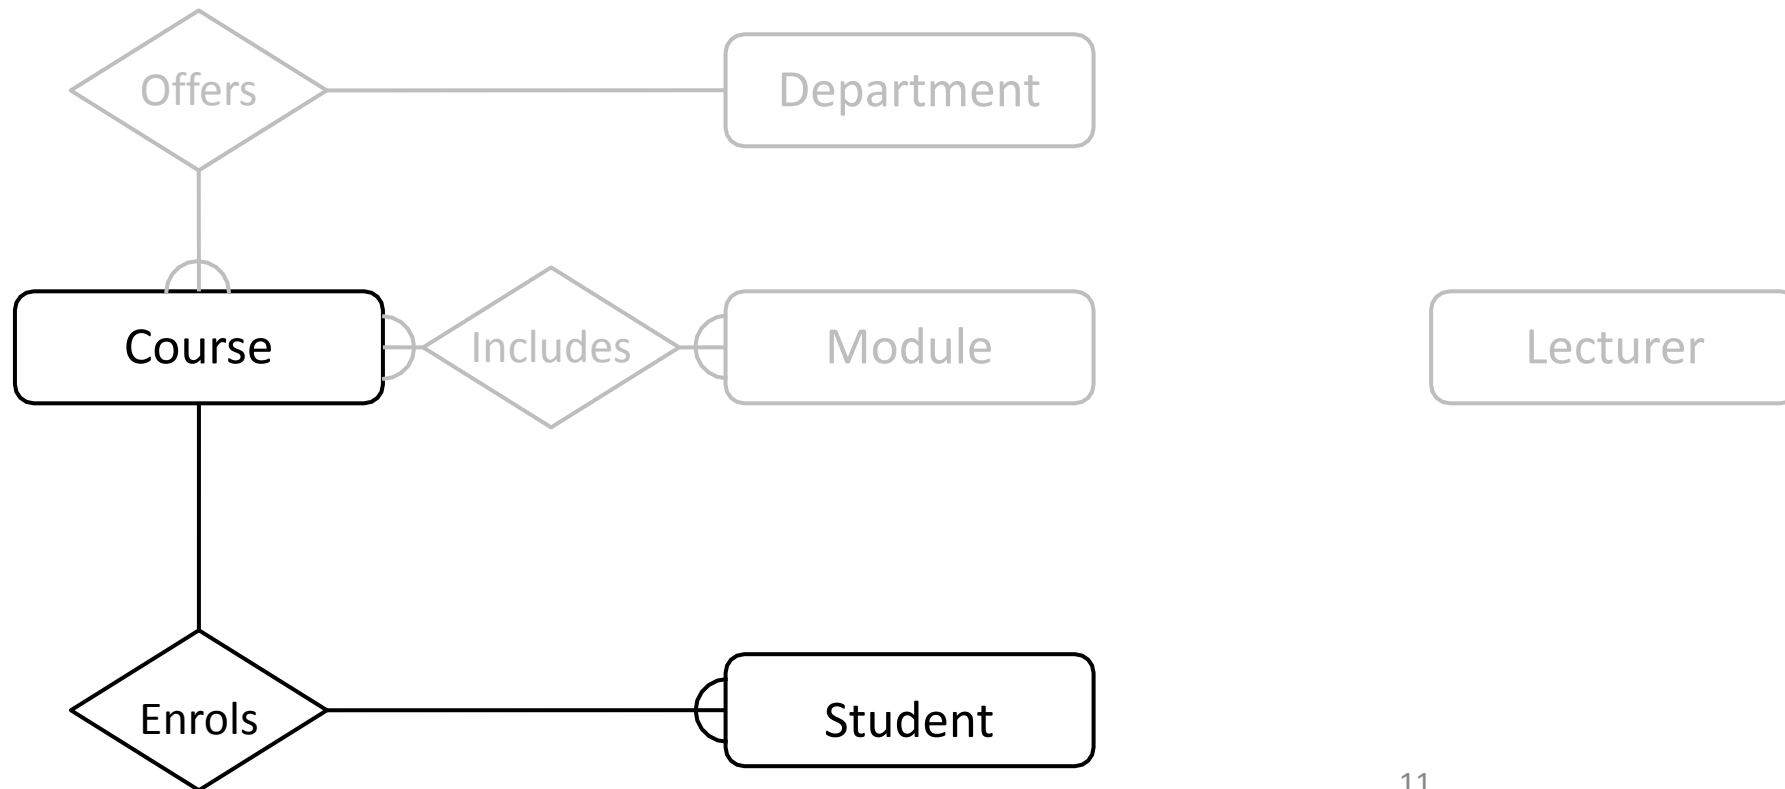 Offers
Department
Course
Includes
Module
Lecturer
Enrols
Student
11